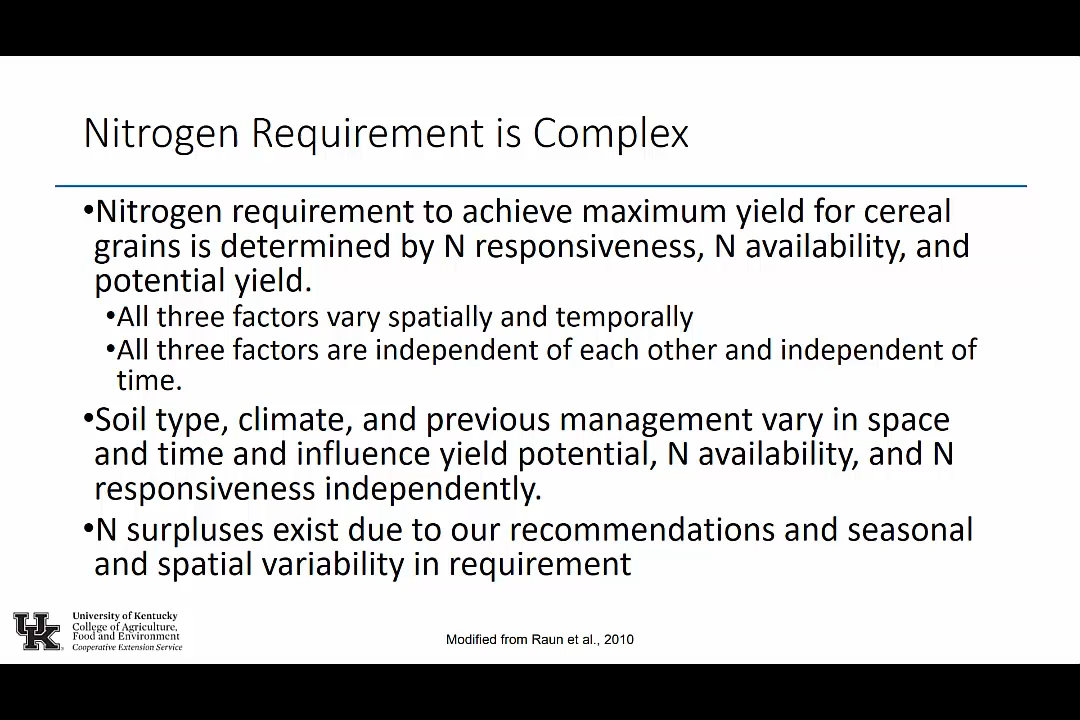 Nitrogen Requirement is Complex
•Nitrogen requirement to achieve maximum yield for cereal
grains is determined by N responsiveness, N availability, and
potential yield.
•All three factors vary spatially and temporally
•All three factors are independent of each other and independent of
time.
•Soil type, climate, and previous management vary in space
and time and influence yield potential, N availability, and N
responsiveness independently.
•N surpluses exist due to our recommendations and seasonal
and spatial variability in requirement
UK
University of Kentucky
College of Agriculture,
Food and Environment
Cooperative Extension Service
Modified from Raun et al., 2010